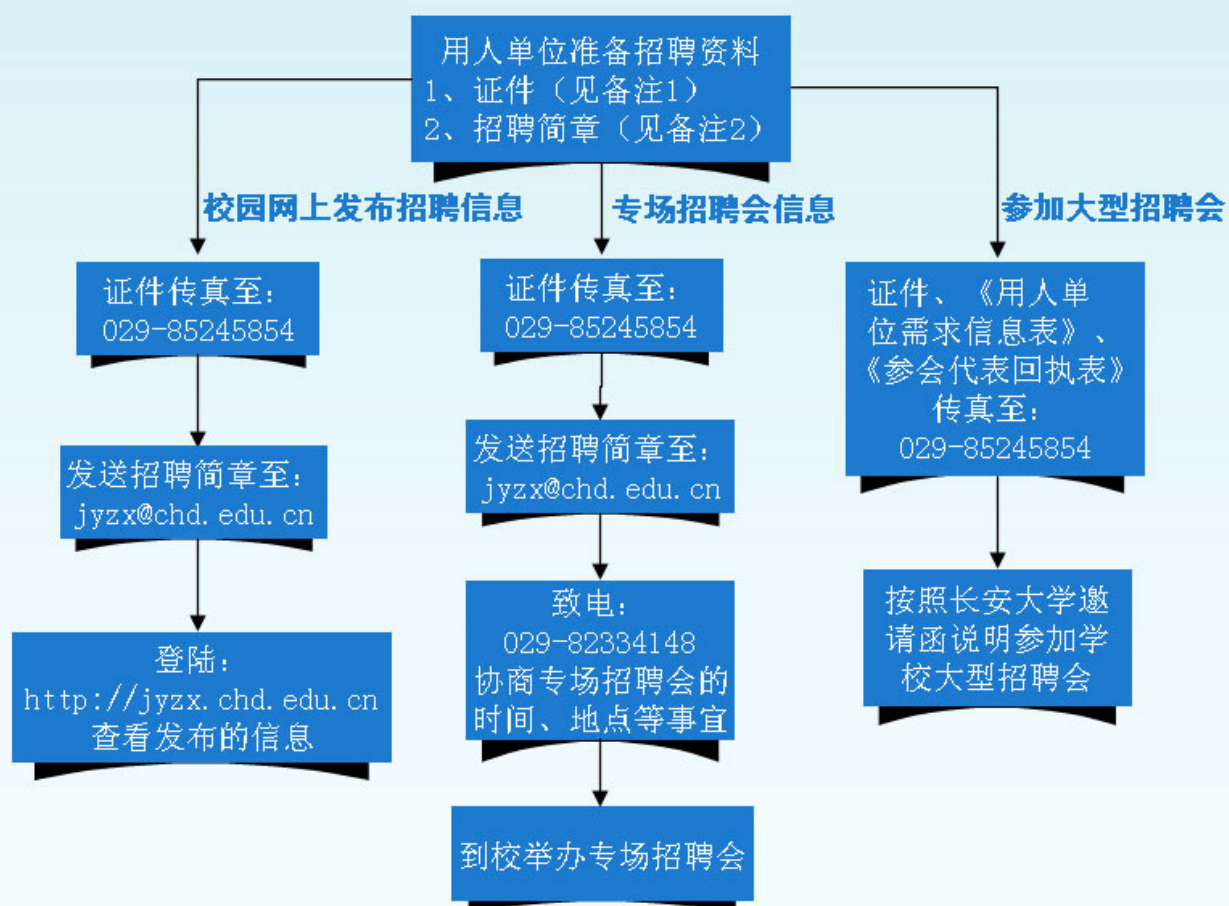 用人单位准备招聘资料
1、证件（见备注1）
2、招聘简章（见备注2）
校园网上发布招聘信息
专场招聘会信息
参加大型招聘会
证件传真至：
029-85245854
发送招聘简章至：
jyzx@chd.edu.cn
登陆：
http://jyzx.chd.edu.cn
查看发布的信息
证件传真至：
029-85245854
发送招聘简章至：
jyzx@chd.edu.cn
致电：
029-82334148
协商专场招聘会的
时间、地点等事宜
到校举办专场招聘会
证件、《用人单
位需求信息表》、
《参会代表回执表》
传真至：
029-85245854
按照长安大学邀
请函说明参加学
校大型招聘会